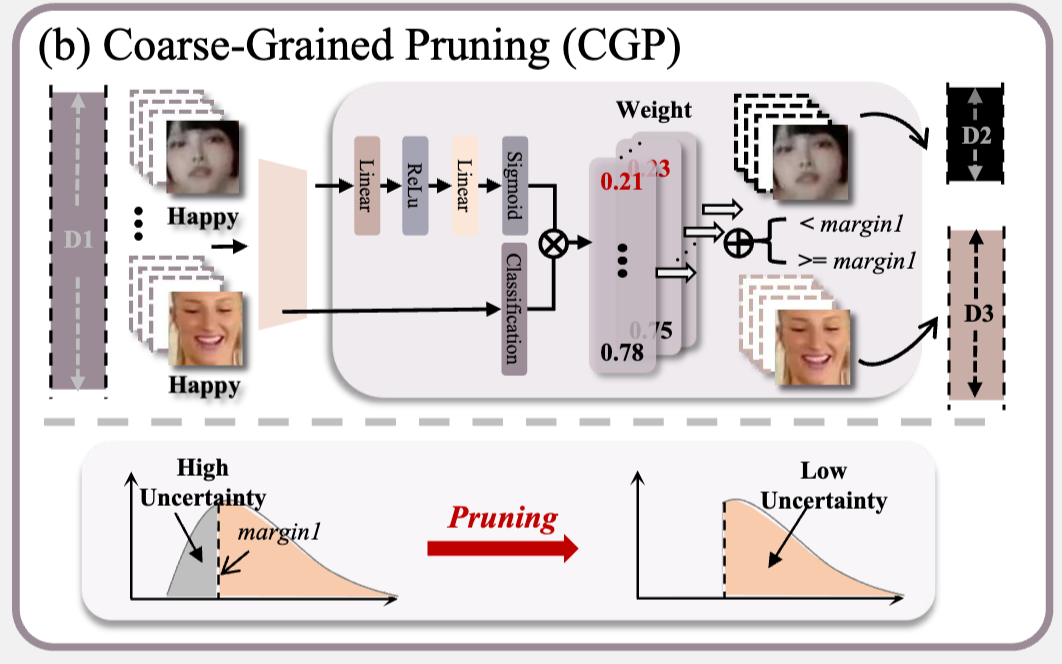 (b) Coarse-Grained Pruning (CGP)
D1
Happy
Happy
Linear
ReLu
Linear
Sigmoid
Classification
Weight
0.23
0.21
0.75
0.78
< margin1
>= margin1
D2
D3
High
Uncertainty
margin1
Pruning
Low
Uncertainty